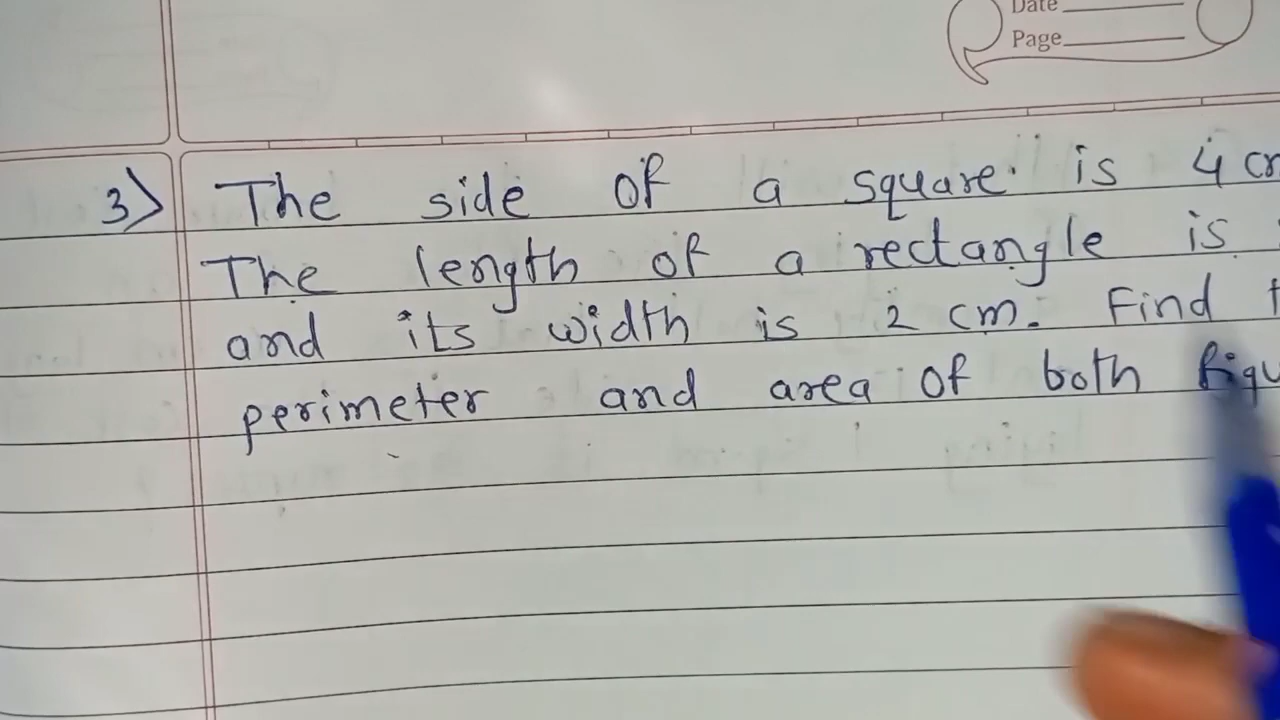 Date
Page
3) The side of a square is 4 cm
The length of a rectangle is
and its width is 2 cm. Find
perimeter and area of both